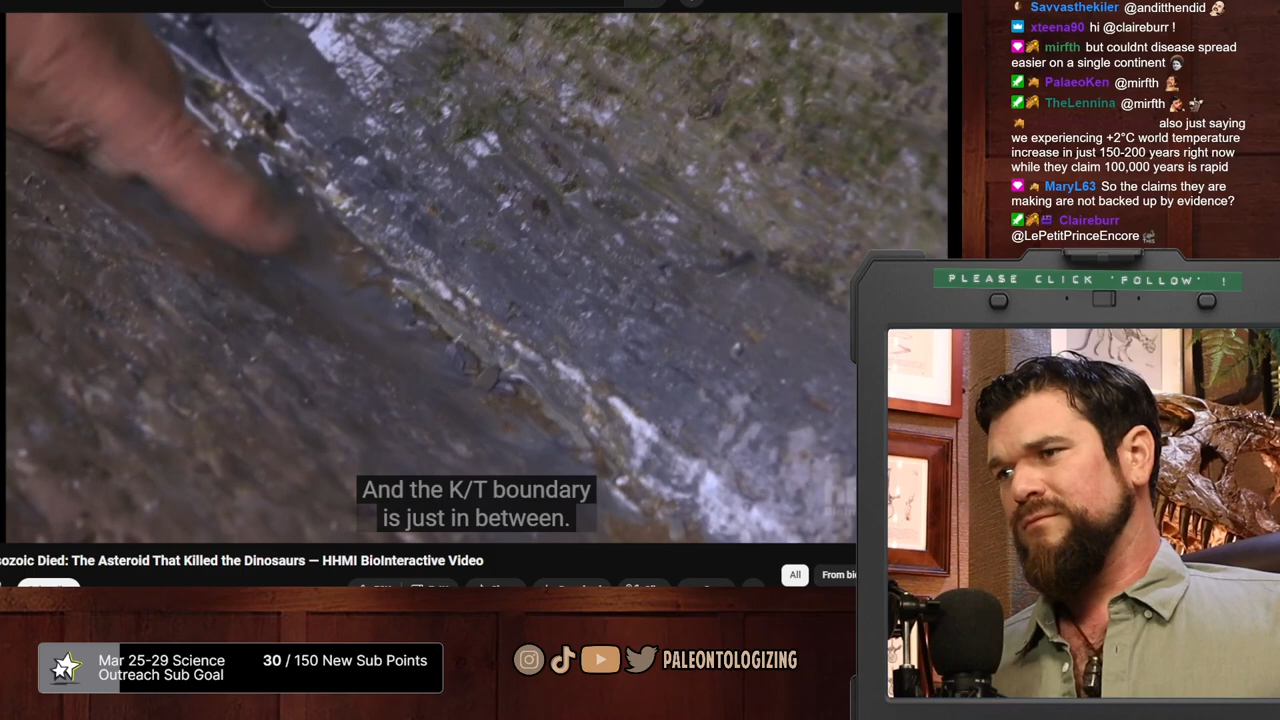 Savvasthekiler @anditthendid
xteena90 hi @claireburr !
mirfth but couldnt disease spread
easier on a single continent
PalaeoKen @mirfth
TheLennina @mirfth
also just saying
we experiencing +2°C world temperature
increase in just 150-200 years right now
while they claim 100,000 years is rapid
MaryL63 So the claims they are
making are not backed up by evidence?
Claireburr
@LePetitPrinceEncore
THIS
PLEASE CLICK "FOLLOW" !
And the K/T boundary
is just in between.
ozoic Died: The Asteroid That Killed the Dinosaurs — HHMI BioInteractive Video
All
From bi
Mar 25-29 Science
Outreach Sub Goal
30 / 150 New Sub Points
PALEONTOLOGIZING